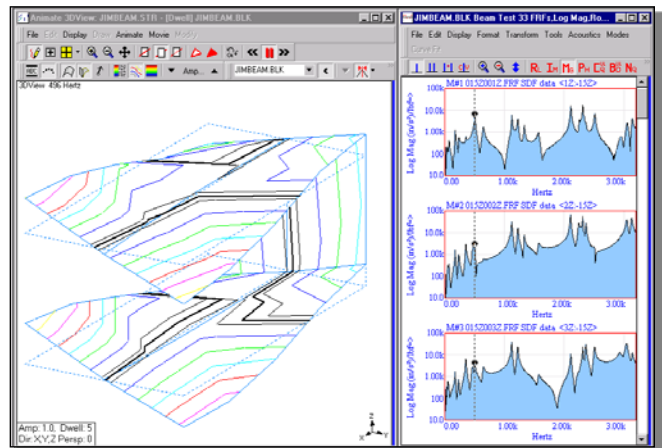 Animate 3DView: JIMBEAM.STR - [Dwell] JIMBEAM.BLK
File Edit Display Draw Animate Movie Modify
Amp...
JIMBEAM.BLK
3DView 496 Hertz
Amp: 1.0, Dwell: 5
Dir: X,Y,Z Persp: 0
Z
X
Y
JIMBEAM.BLK Beam Test 33 FRFs,Log Mag,Ro...
File Edit Display Format Transform Tools Acoustics Modes
Curve Fit
M#1 015Z001Z.FRF SDF data <1Z:-15Z>
Log Mag (in/s²)/lbf=>
100k
10.0k
1.00k
100
10.0
0.00 1.00k 2.00k 3.00k
Hertz
M#2 015Z002Z.FRF SDF data <2Z:-15Z>
Log Mag (in/s²)/lbf=>
100k
10.0k
1.00k
100
10.0
0.00 1.00k 2.00k 3.00k
Hertz
M#3 015Z003Z.FRF SDF data <3Z:-15Z>
Log Mag (in/s²)/lbf=>
100k
10.0k
1.00k
100
10.0
0.00 1.00k 2.00k 3.00k
Hertz